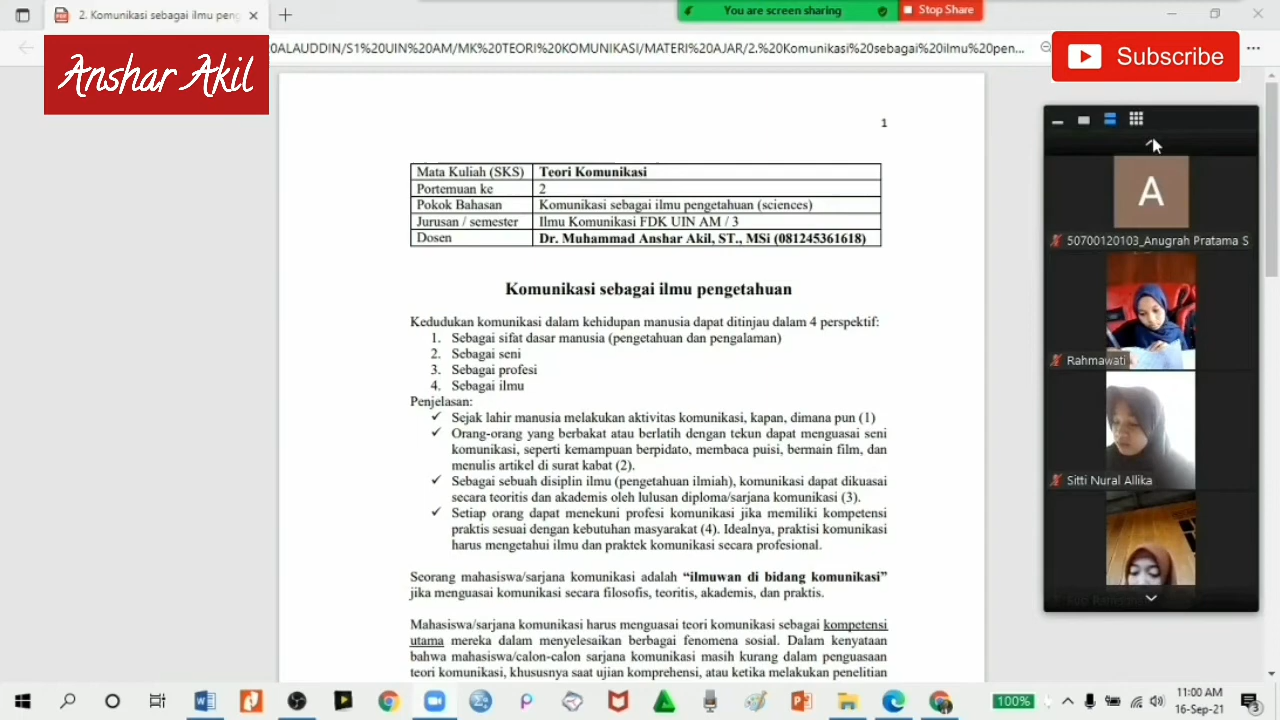 2. Komunikasi sebagai ilmu peng
You are screen sharing
Stop Share
ALAUDDIN/S1%20UIN%20AM/MK%20TEORI%20KOMUNIKASI/MATERI%20AJAR/2.%20Komunikasi%20sebagai%20ilmu%20pen...
Anshar Akil
Subscribe
1
Mata Kuliah (SKS) Teori Komunikasi
Portemuan ke 2
Pokok Bahasan Komunikasi sebagai ilmu pengetahuan (sciences)
Jurusan / semester Ilmu Komunikasi FDK UIN AM / 3
Dosen Dr. Muhammad Anshar Akil, ST., MSi (081245361618)
Komunikasi sebagai ilmu pengetahuan
Kedudukan komunikasi dalam kehidupan manusia dapat ditinjau dalam 4 perspektif:
1. Sebagai sifat dasar manusia (pengetahuan dan pengalaman)
2. Sebagai seni
3. Sebagai profesi
4. Sebagai ilmu
Penjelasan:
✓ Sejak lahir manusia melakukan aktivitas komunikasi, kapan, dimana pun (1)
✓ Orang-orang yang berbakat atau berlatih dengan tekun dapat menguasai seni
komunikasi, seperti kemampuan berpidato, membaca puisi, bermain film, dan
menulis artikel di surat kabat (2).
✓ Sebagai sebuah disiplin ilmu (pengetahuan ilmiah), komunikasi dapat dikuasai
secara teoritis dan akademis oleh lulusan diploma/sarjana komunikasi (3).
✓ Setiap orang dapat menekuni profesi komunikasi jika memiliki kompetensi
praktis sesuai dengan kebutuhan masyarakat (4). Idealnya, praktisi komunikasi
harus mengetahui ilmu dan praktek komunikasi secara profesional.
Seorang mahasiswa/sarjana komunikasi adalah “ilmuwan di bidang komunikasi”
jika menguasai komunikasi secara filosofis, teoritis, akademis, dan praktis.
Mahasiswa/sarjana komunikasi harus menguasai teori komunikasi sebagai kompetensi
utama mereka dalam menyelesaikan berbagai fenomena sosial. Dalam kenyataan
bahwa mahasiswa/calon-calon sarjana komunikasi masih kurang dalam penguasaan
teori komunikasi, khususnya saat ujian komprehensi, atau ketika melakukan penelitian
A
50700120103_Anugrah Pratama S
Rahmawati
Sitti Nural Allika
100%
11:00 AM
16-Sep-21
3